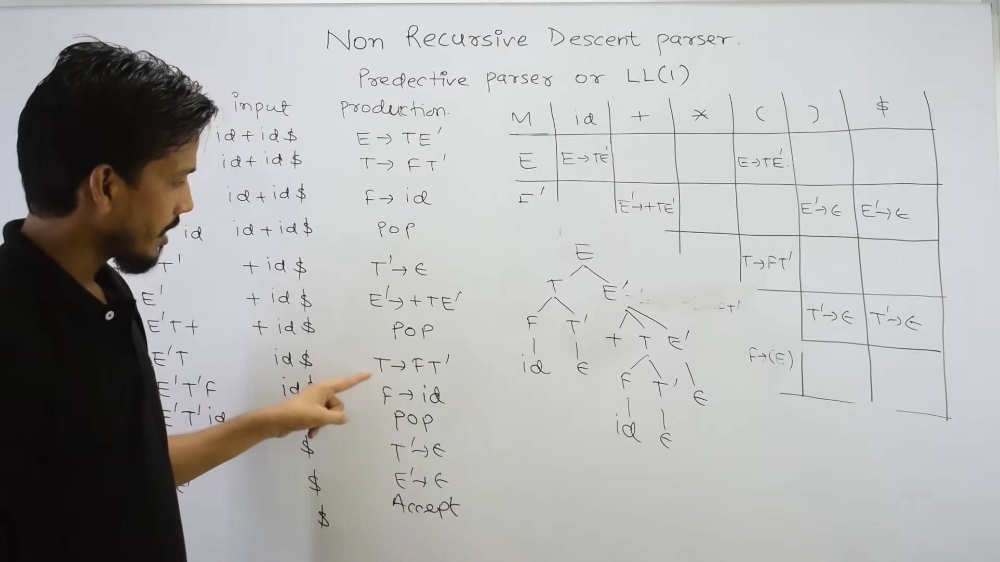 Non Recursive Descent parser.
Predective parser or LL(1)
input production.
id + id $ E → TE'
id + id $ T → FT'
id + id $ F → id
id id + id $ POP
T' + id $ T' → ϵ
E' + id $ E' → + TE'
E'T+ + id $ POP
E'T id $ T → FT'
E'T'F id F → id
E'T'id POP
$ T' → ϵ
$ E' → ϵ
$ Accept
M id + * ( ) $
E E → TE' E → TE'.
E' E' → +TE' E' → ϵ E' → ϵ
T → FT'
T' → ϵ T' → ϵ
F → (E)
E
T E'
F T' + T E'
id ϵ F T' ϵ
id ϵ